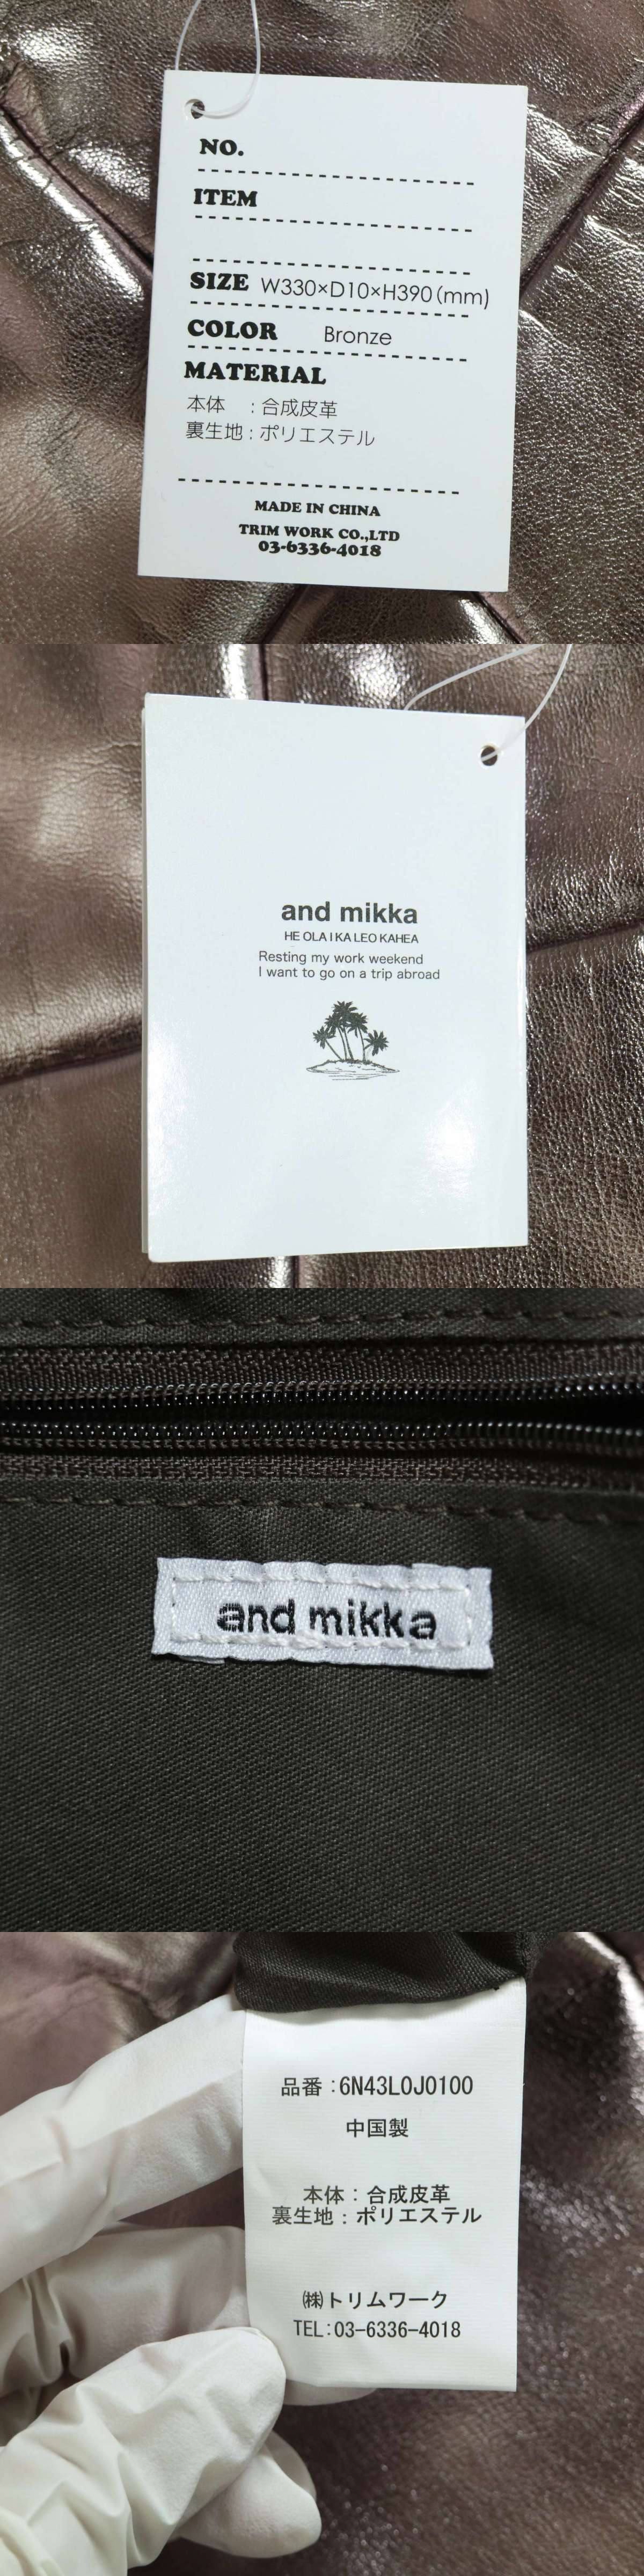 NO.
ITEM
SIZE W330×D10×H390(mm)
COLOR Bronze
MATERIAL
本体 : 合成皮革
裏生地 : ポリエステル
MADE IN CHINA
TRIM WORK CO.,LTD
03-6336-4018
and mikka
HE OLA I KA LEO KAHEA
Resting my work weekend
I want to go on a trip abroad
and mikka
品番 : 6N43L0J0100
中国製
本体 : 合成皮革
裏生地 : ポリエステル
㈱トリムワーク
TEL:03-6336-4018